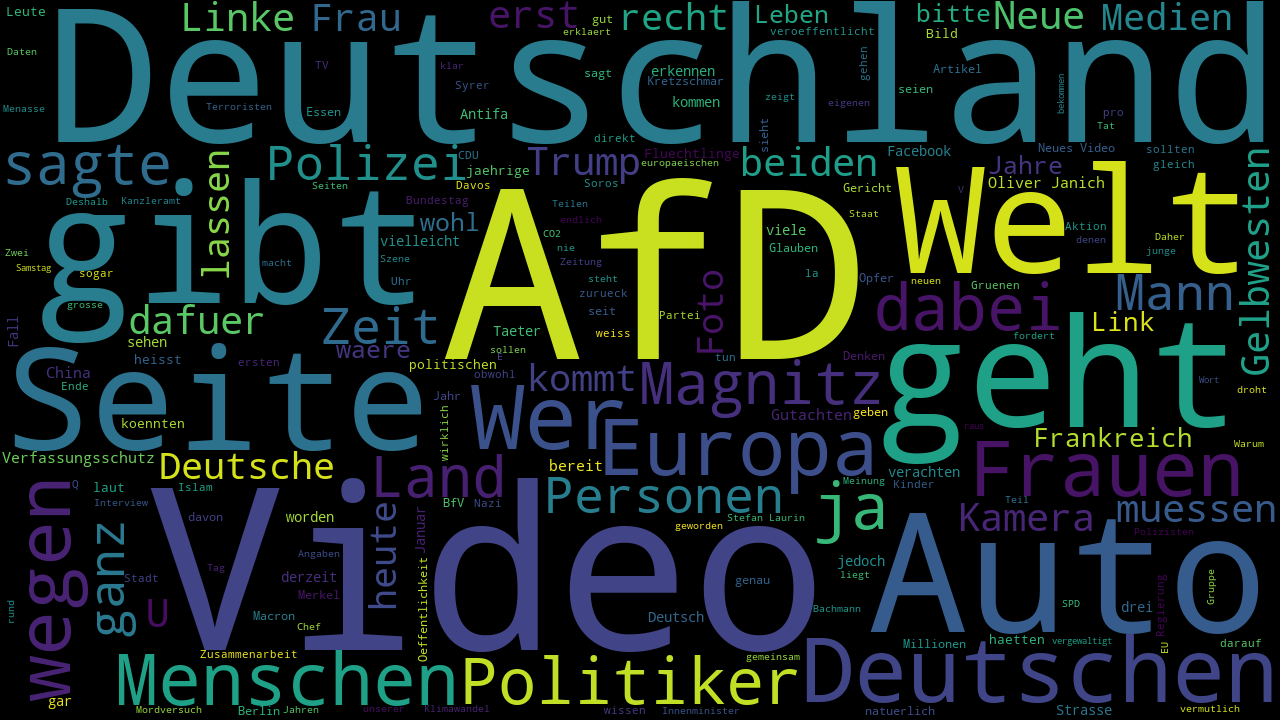 Leute
Linke
Frau
erst
gut
erklaert
recht
Leben
veroeffentlicht
bitte
Bild
Neue
Medien
Daten
Deutschland
TV
klar
Syrer
sagt
erkennen
Kretzschmar
gehen
Artikel
bekommen
Menasse
Terroristen
Essen
Antifa
kommen
zeigt
eigenen
seien
pro
Tat
direkt
sieht
sagte
lassen
Polizei
CDU
jaehrige
Trump
Fluechtlinge
europaeischen
beiden
Facebook
Jahre
Neues Video
sollten
gleich
Gelbwesten
Seiten
Davos
Soros
Gericht
Welt
V
Oliver Janich
Deshalb
Kanzleramt
gibt
Bundestag
wohl
Teilen
endlich
AfD
viele
Staat
Aktion
denen
Daher
junge
Zwei
Samstag
sogar
macht
vielleicht
Szene
Uhr
CO2
nie
Zeitung
Glauben
la
steht
zurueck
Foto
Opfer
neuen
Gruenen
Mann
grosse
Fall
dafuer
Zeit
seit
weiss
Partei
dabei
Link
sehen
heisst
waere
Taeter
sollen
E
tun
Denken
geht
fordert
China
Ende
Seite
ersten
politischen
obwohl
kommt
Magnitz
Wort
droht
Jahr
Wer
Gutachten
geben
koennten
wirklich
Europa
raus
Frankreich
Warum
Verfassungsschutz
Deutsche
Land
bereit
Meinung
verachten
Kinder
Frauen
wegen
Q
laut
Islam
Interview
BfV
Nazi
Personen
ja
Teil
Kamera
muessen
ganz
davon
worden
heute
Januar
geworden
Stefan Laurin
Auto
Polizisten
Angaben
Video
jedoch
liegt
Stadt
Tag
derzeit
Merkel
genau
Gruppe
rund
U
Macron
Chef
Oeffentlichkeit
Deutsch
Bachmann
SPD
drei
Regierung
Millionen
haetten
vergewaltigt
EU
darauf
Zusammenarbeit
gemeinsam
Menschen
Politiker
Deutschen
gar
Mordversuch
Berlin
Jahren
unserer
Klimawandel
wissen
Innenminister
natuerlich
Strasse
vermutlich